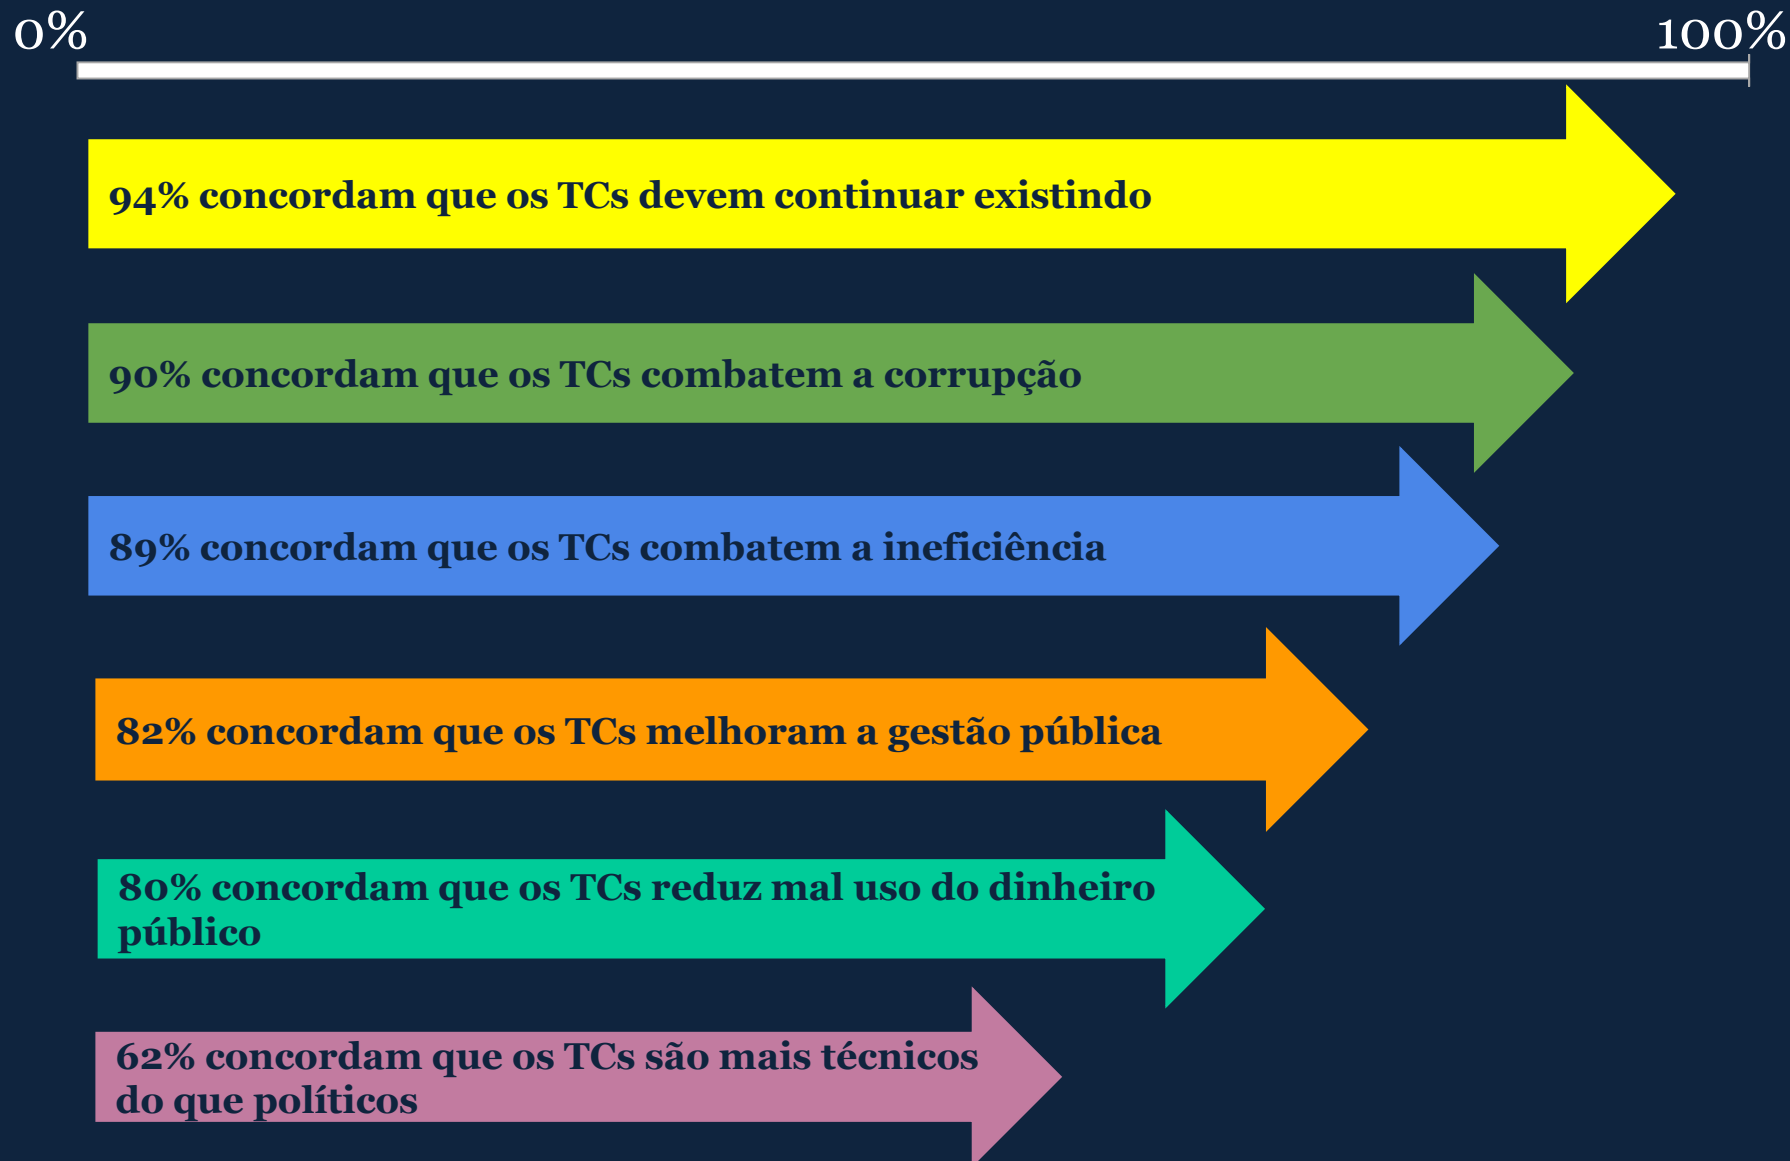 0%
100%
94% concordam que os TCs devem continuar existindo
90% concordam que os TCs combatem a corrupção
89% concordam que os TCs combatem a ineficiência
82% concordam que os TCs melhoram a gestão pública
80% concordam que os TCs reduz mal uso do dinheiro
público
62% concordam que os TCs são mais técnicos
do que políticos